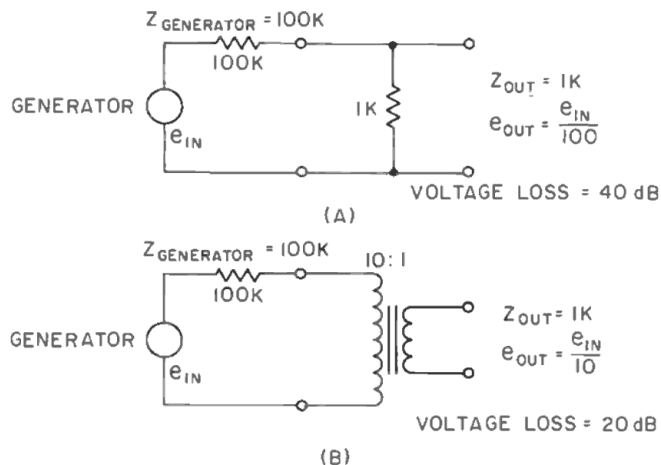 Z GENERATOR = 100K
100K
GENERATOR
e IN
1K
Z OUT = 1K
e OUT = e IN / 100
VOLTAGE LOSS = 40 dB
(A)
Z GENERATOR = 100K
100K
10:1
GENERATOR
e IN
Z OUT = 1K
e OUT = e IN / 10
VOLTAGE LOSS = 20 dB
(B)